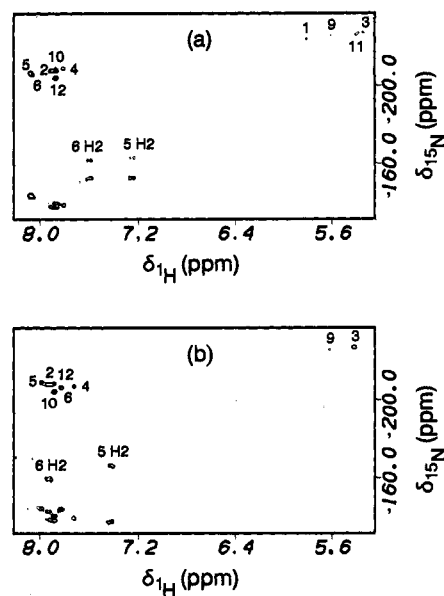 (a)
1 9 3
11
10
5 2 4
6 12
6 H2 5 H2
-200.0
-160.0
δ15N (ppm)
8.0 7.2 6.4 5.6
δ1H (ppm)
(b)
9 3
5 2 12 4
10 6
6 H2 5 H2
-200.0
-160.0
δ15N (ppm)
8.0 7.2 6.4 5.6
δ1H (ppm)